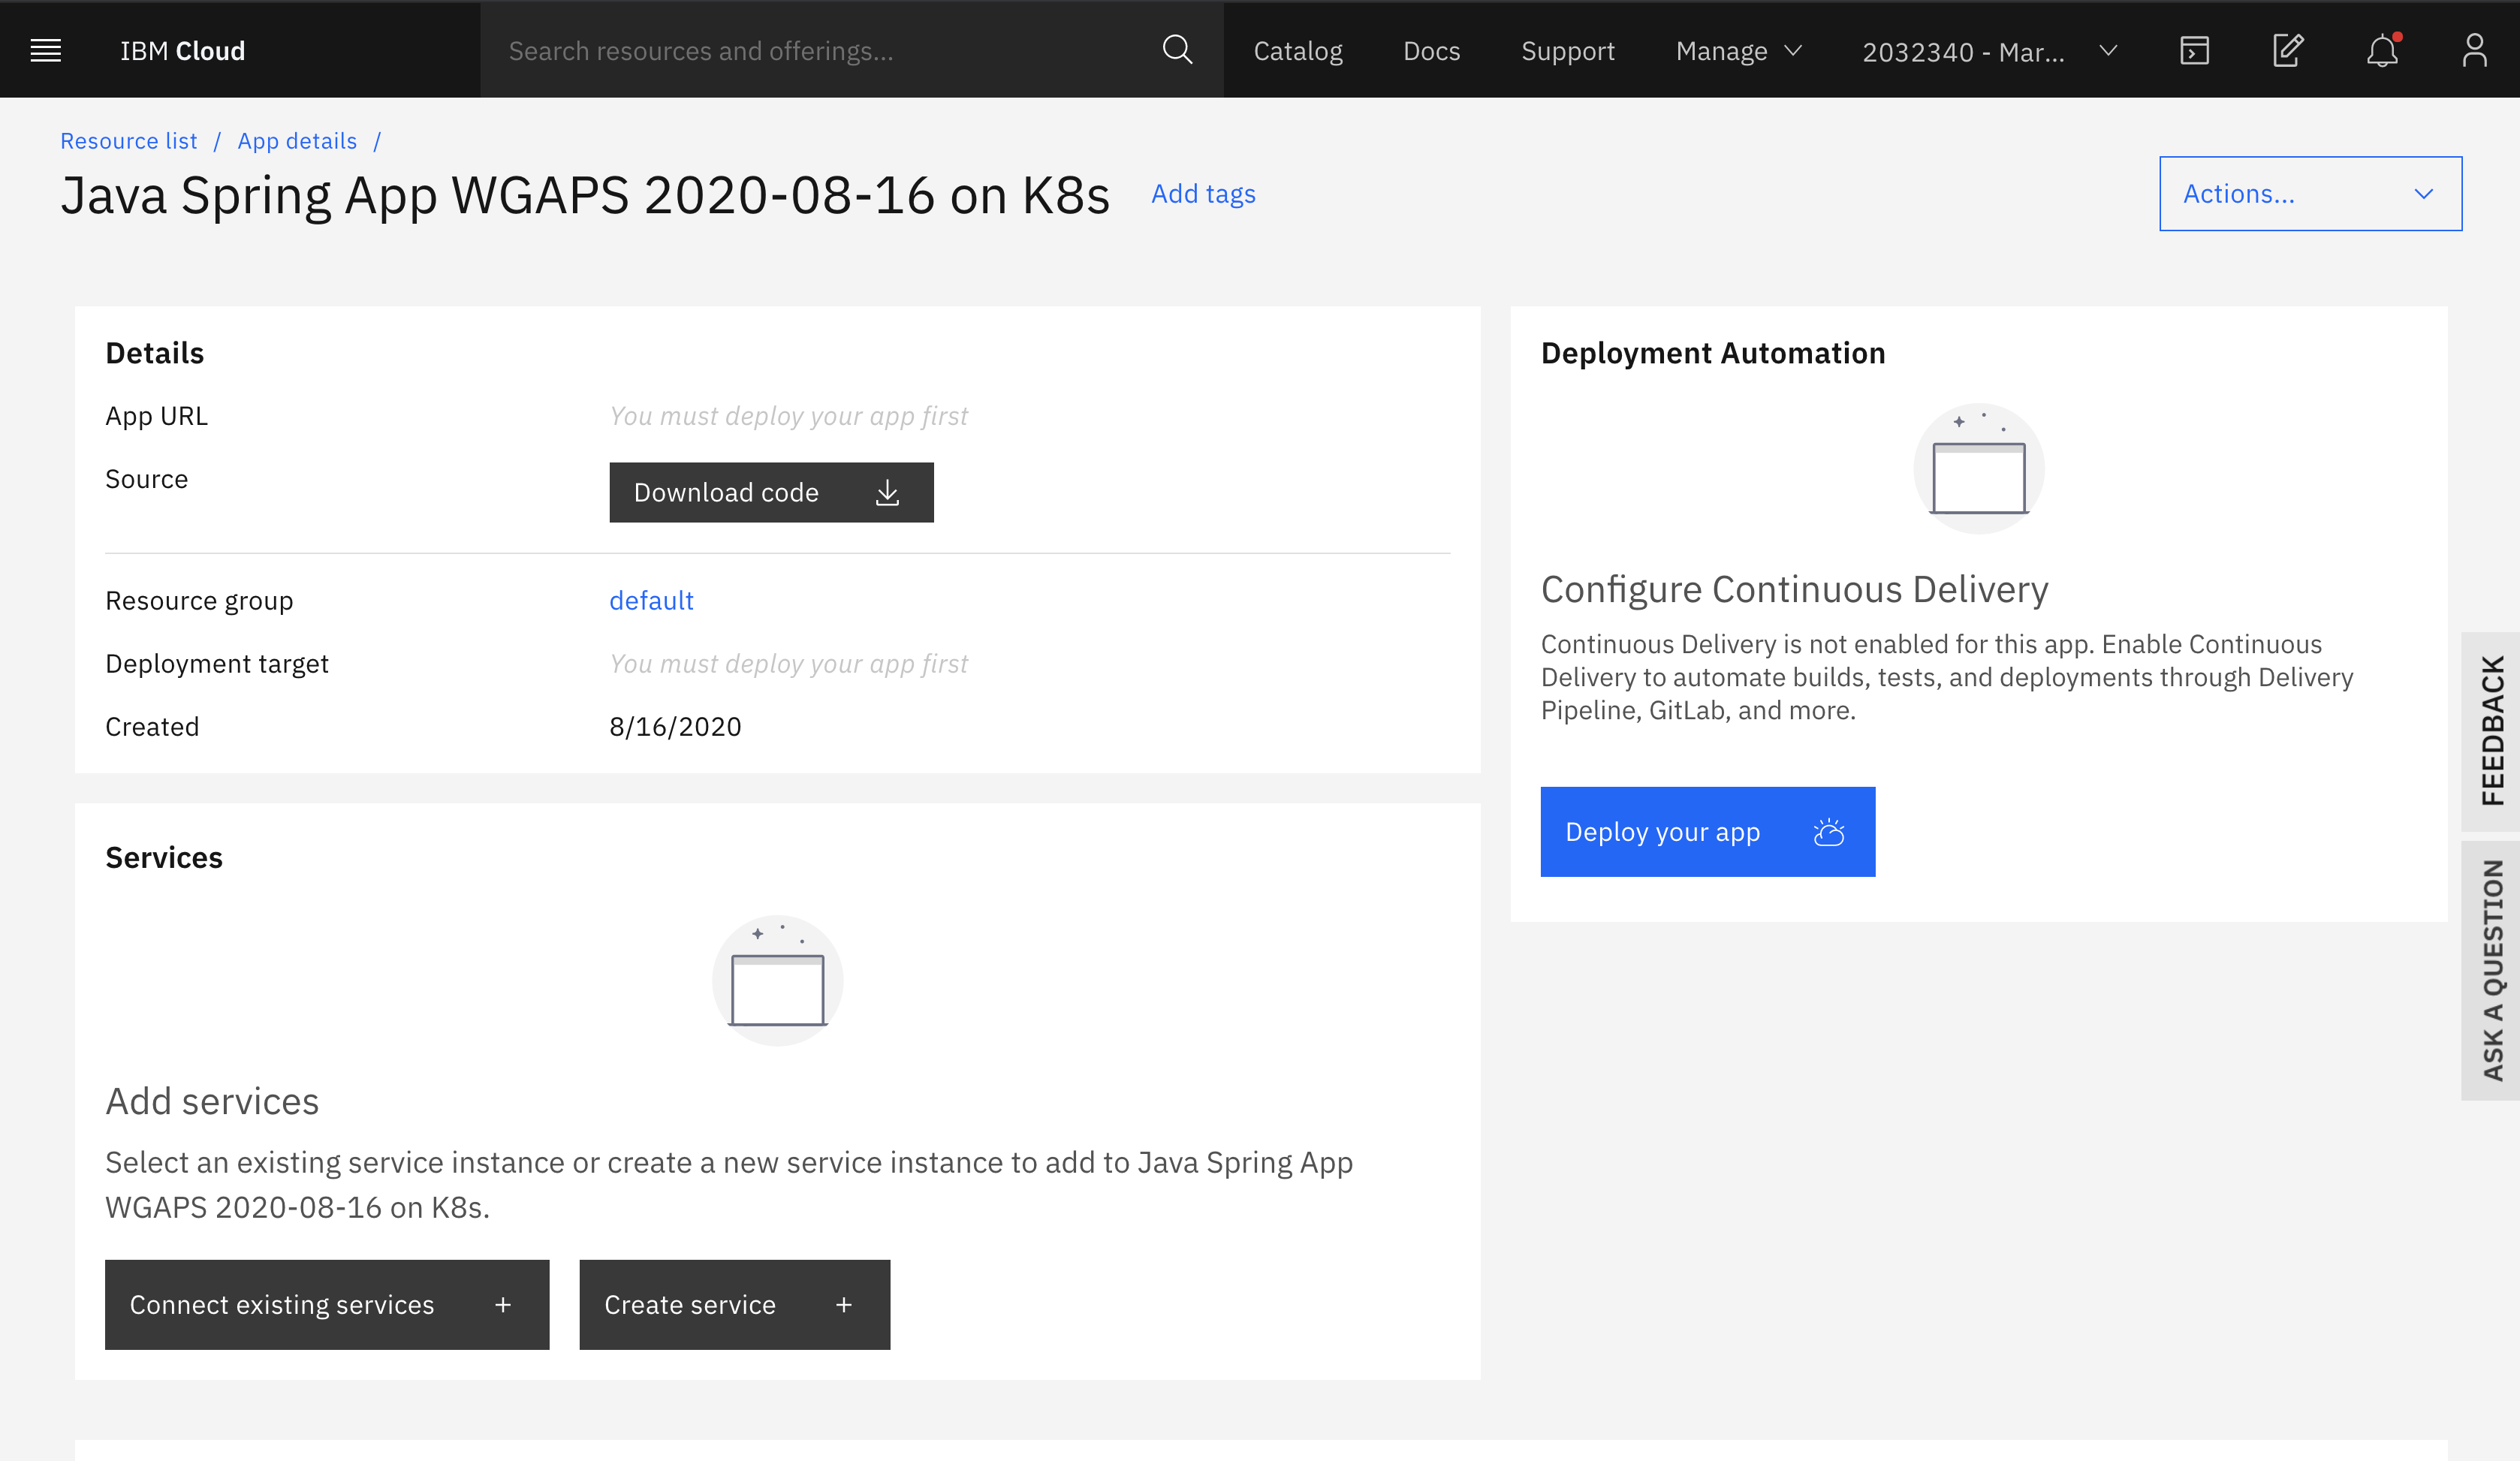 IBM Cloud
Search resources and offerings...
Catalog
Docs
Support
Manage
2032340 - Mar...
Resource list / App details /
Java Spring App WGAPS 2020-08-16 on K8s
Add tags
Actions...
Details
App URL
You must deploy your app first
Source
Download code
Resource group
default
Deployment target
You must deploy your app first
Created
8/16/2020
Deployment Automation
Configure Continuous Delivery
Continuous Delivery is not enabled for this app. Enable Continuous
Delivery to automate builds, tests, and deployments through Delivery
Pipeline, GitLab, and more.
Deploy your app
Services
Add services
Select an existing service instance or create a new service instance to add to Java Spring App
WGAPS 2020-08-16 on K8s.
Connect existing services +
Create service +
FEEDBACK
ASK A QUESTION